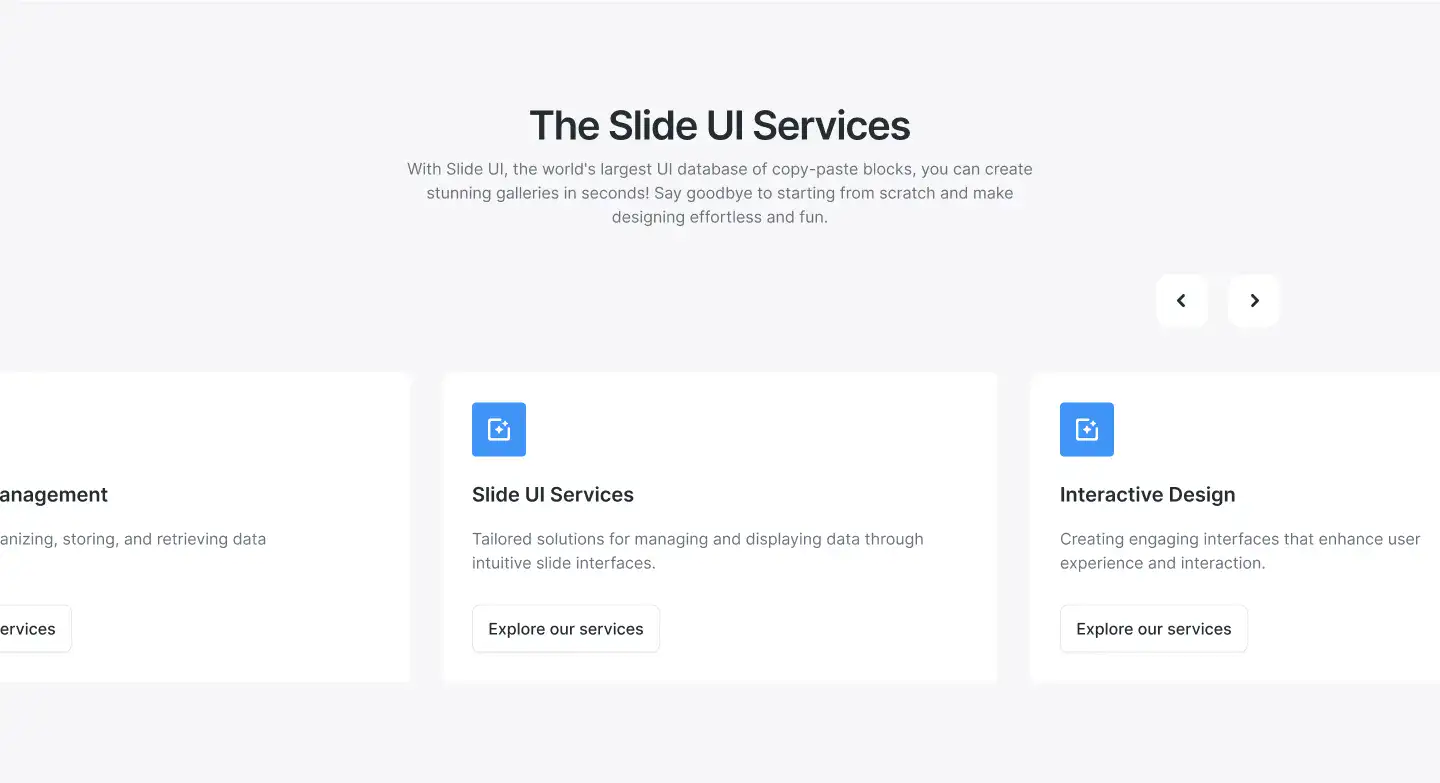 The Slide UI Services
With Slide UI, the world's largest UI database of copy-paste blocks, you can create
stunning galleries in seconds! Say goodbye to starting from scratch and make
designing effortless and fun.
anagement
anizing, storing, and retrieving data
ervices
Slide UI Services
Tailored solutions for managing and displaying data through
intuitive slide interfaces.
Explore our services
Interactive Design
Creating engaging interfaces that enhance user
experience and interaction.
Explore our services